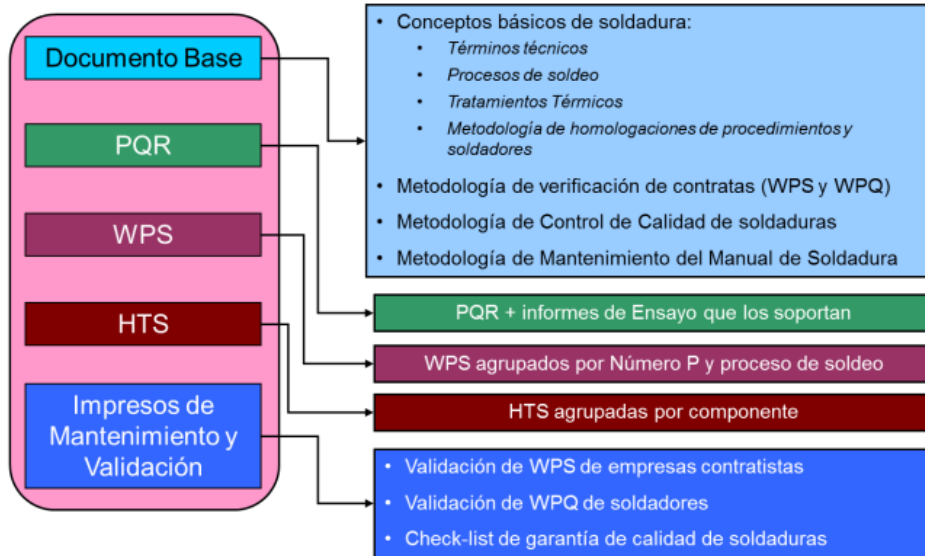 Documento Base
PQR
WPS
HTS
Impresos de
Mantenimiento y
Validación
• Conceptos básicos de soldadura:
• Términos técnicos
• Procesos de soldeo
• Tratamientos Térmicos
• Metodología de homologaciones de procedimientos y
soldadores
• Metodología de verificación de contratas (WPS y WPQ)
• Metodología de Control de Calidad de soldaduras
• Metodología de Mantenimiento del Manual de Soldadura
PQR + informes de Ensayo que los soportan
WPS agrupados por Número P y proceso de soldeo
HTS agrupadas por componente
• Validación de WPS de empresas contratistas
• Validación de WPQ de soldadores
• Check-list de garantía de calidad de soldaduras